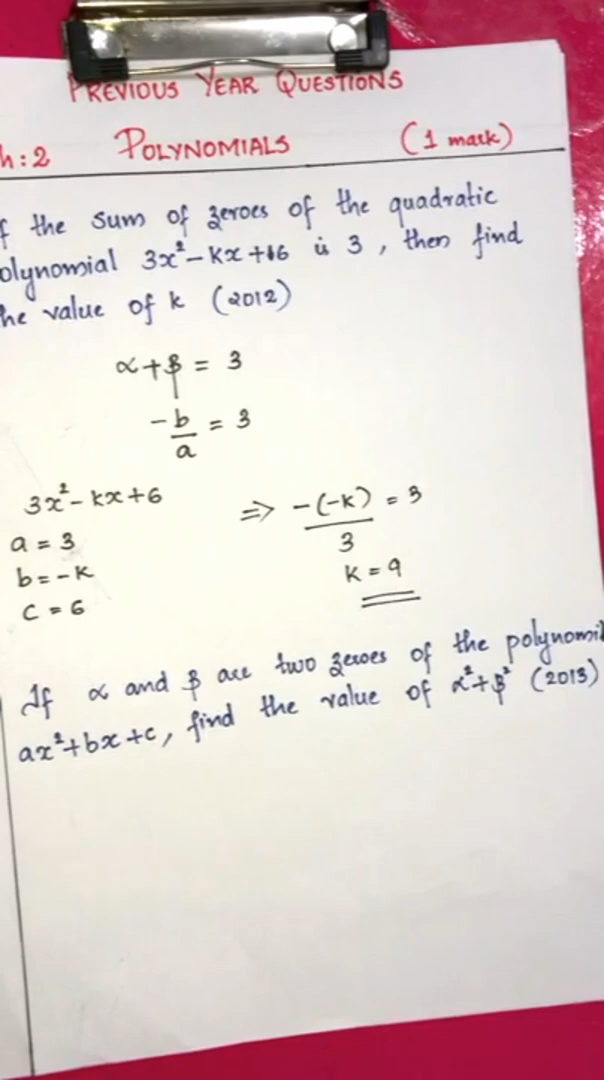 PREVIOUS YEAR QUESTIONS
h:2 POLYNOMIALS (1 mark)
f the sum of zeroes of the quadratic
olynomial 3x²-kx+16 is 3, then find
he value of k (2012)
α+β = 3
-b/a = 3
3x²-kx+6
a = 3
b = -k
c = 6
=> -(-k)/3 = 3
k = 9
If α and β are two zeroes of the polynomi
ax²+bx+c, find the value of α²+β² (2013)